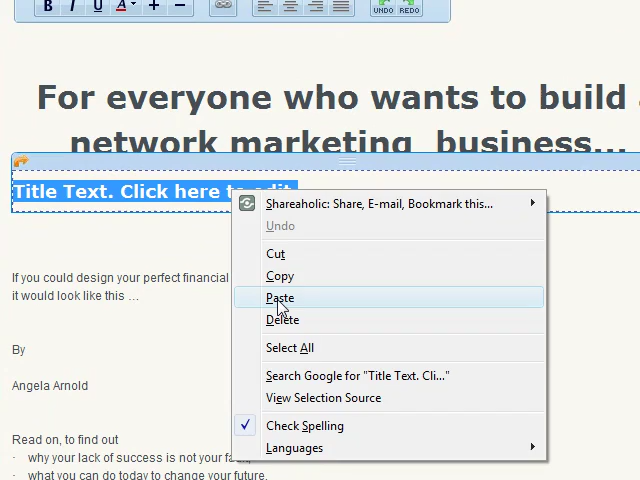 B I U A + −
UNDO REDO
For everyone who wants to build
network marketing business...
Title Text. Click here to edit.
Shareaholic: Share, E-mail, Bookmark this...
Undo
Cut
Copy
Paste
Delete
Select All
Search Google for "Title Text. Cli..."
View Selection Source
Check Spelling
Languages
If you could design your perfect financial
it would look like this ...
By
Angela Arnold
Read on, to find out
· why your lack of success is not your
· what you can do today to change your future.